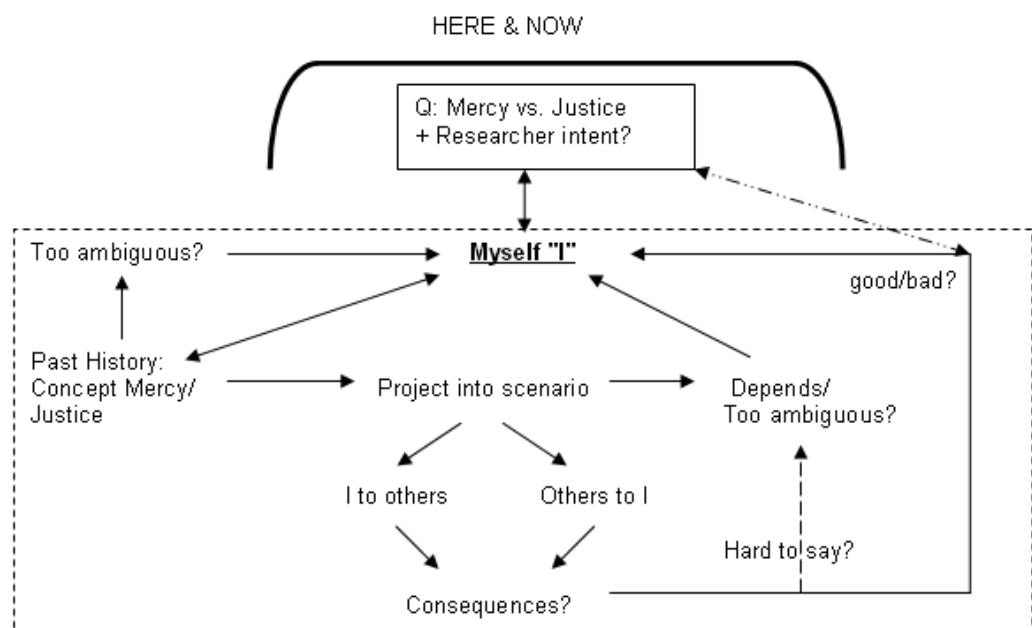 HERE & NOW
Q: Mercy vs. Justice
+ Researcher intent?
Too ambiguous?
Myself "I"
good/bad?
Past History:
Concept Mercy/
Justice
Project into scenario
Depends/
Too ambiguous?
I to others
Others to I
Hard to say?
Consequences?